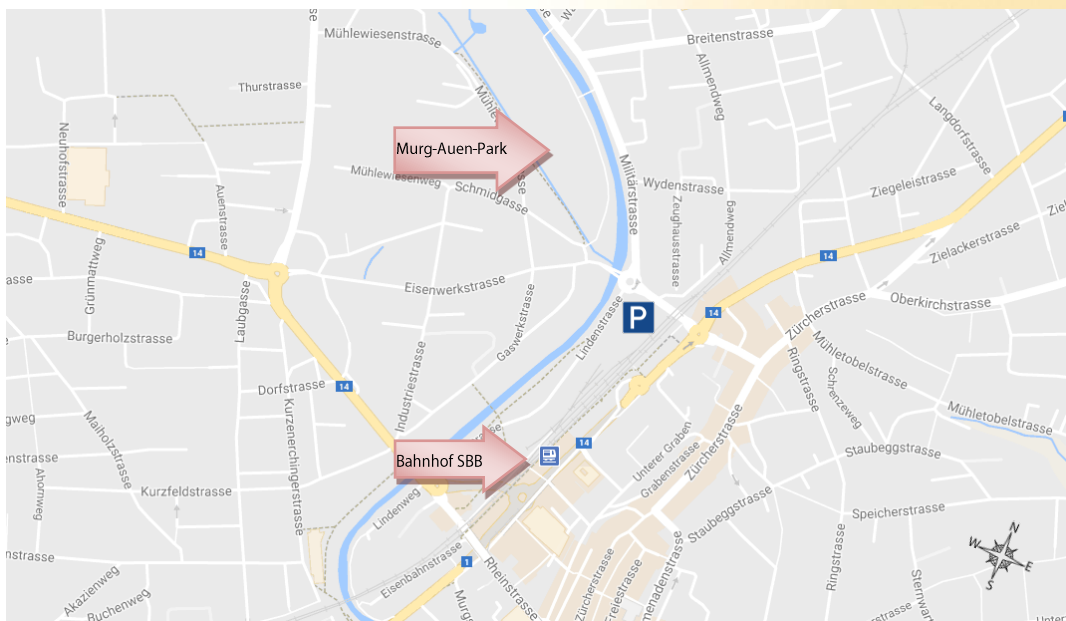 Mühlewiesenstrasse
Breitenstrasse
Thurstrasse
Allmendweg
Langdorfstrasse
Neuhofstrasse
Murg-Auen-Park
Militärstrasse
Mühlewiesenweg
Schmidgasse
Wydenstrasse
Ziegeleistrasse
Auenstrasse
Zeughausstrasse
Allmendweg
Grünmattweg
14
14
Zielackerstrasse
Eisenwerkstrasse
Laubgasse
Oberkirchstrasse
Gaswerkstrasse
Lindenstrasse
P
14
Zürcherstrasse
Burgerholzstrasse
Industriestrasse
Ringstrasse
Mühletobelstrasse
Schrenzeweg
Dorfstrasse
14
Kurzenerchingerstrasse
Mühletobelstrasse
Maiholzstrasse
Bahnhof SBB
14
Unterer Graben
Grabenstrasse
Zürcherstrasse
Staubeggstrasse
Ahornweg
Kurzfeldstrasse
Lindenweg
Staubeggstrasse
Speicherstrasse
N
W
E
S
Eisenbahnstrasse
1
Rheinstrasse
Ringstrasse
Akazienweg
Buchenweg
Zürcherstrasse
Freiestrasse